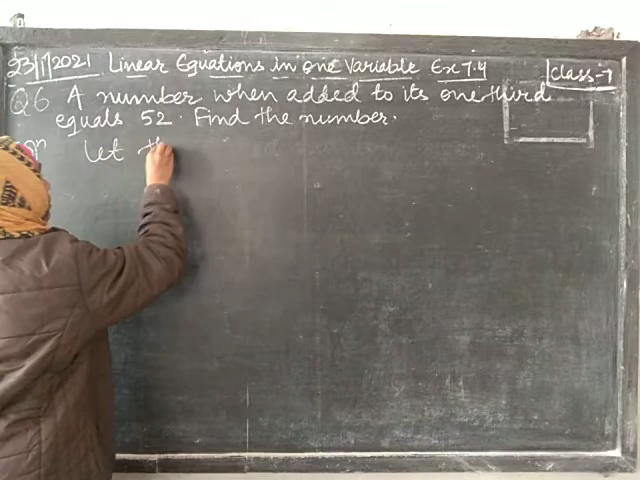 23/1/2021 Linear Equations in one Variable Ex 7.4 Class-7
Q6 A number when added to its one third
equals 52. Find the number.
Let th